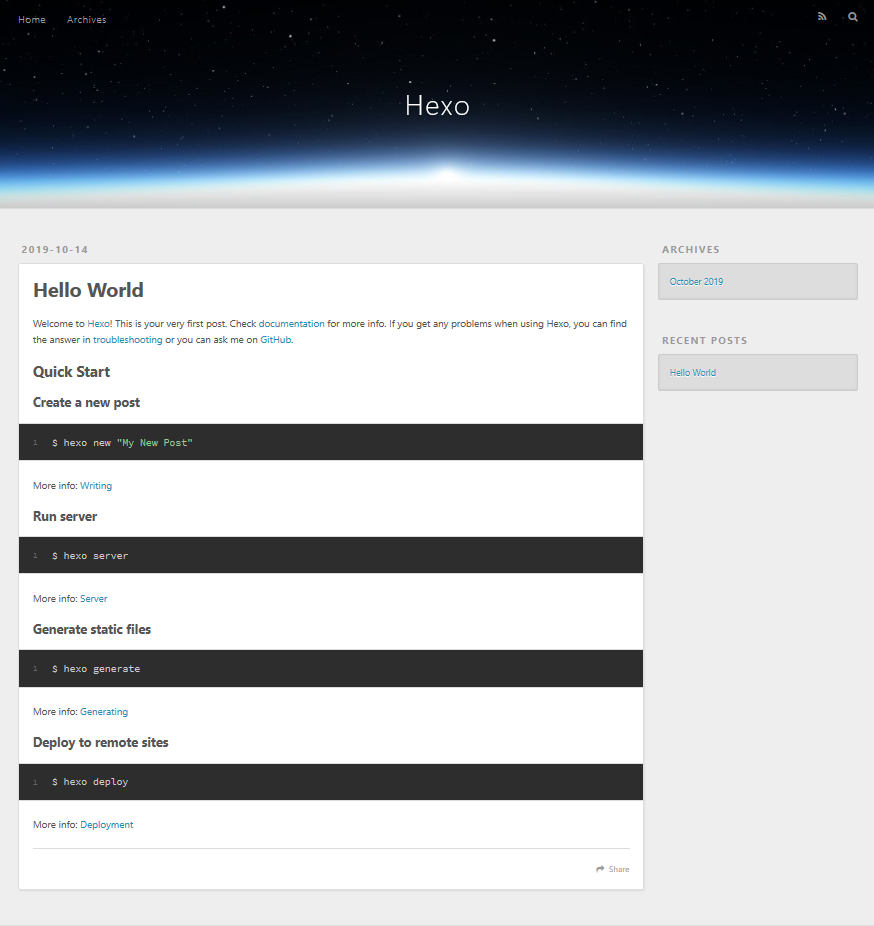 Home Archives
Hexo
2019-10-14
Hello World
Welcome to Hexo! This is your very first post. Check documentation for more info. If you get any problems when using Hexo, you can find
the answer in troubleshooting or you can ask me on GitHub.
Quick Start
Create a new post
1 $ hexo new "My New Post"
More info: Writing
Run server
1 $ hexo server
More info: Server
Generate static files
1 $ hexo generate
More info: Generating
Deploy to remote sites
1 $ hexo deploy
More info: Deployment
Share
ARCHIVES
October 2019
RECENT POSTS
Hello World